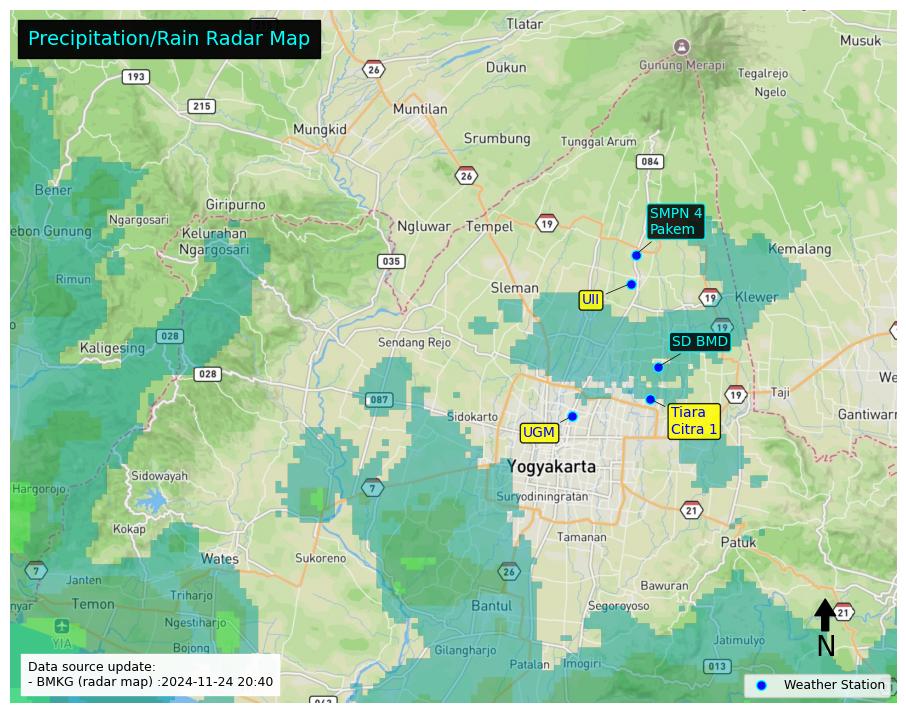 Precipitation/Rain Radar Map
Tlatar
Musuk
Gunung Merapi
Tegalrejo
Ngelo
26
193
Dukun
215
Muntilan
Mungkid
Srumbung
Tunggal Arum
084
26
Bener
Giripurno
Ngargosari
ebon Gunung
Kelurahan
Ngargosari
Ngluwar
Tempel
19
SMPN 4
Pakem
Kemalang
035
Rimun
Sleman
UII
19
Klewer
19
028
Kaligesing
Sendang Rejo
SD BMD
028
087
Sidokarto
19
Taji
We
Gantiwarn
Tiara
Citra 1
UGM
Yogyakarta
Sidowayah
Hargorojo
7
Suryodiningratan
21
Kokap
Tamanan
Patuk
Wates
Sukoreno
7
Janten
Temon
nyar
Triharjo
26
Bantul
Bawuran
Segoroyoso
21
Ngestiharjo
YIA
Bojong
Jatimulyo
N
Gilangharjo
Patalan
Imogiri
013
Data source update:
- BMKG (radar map) :2024-11-24 20:40
Weather Station